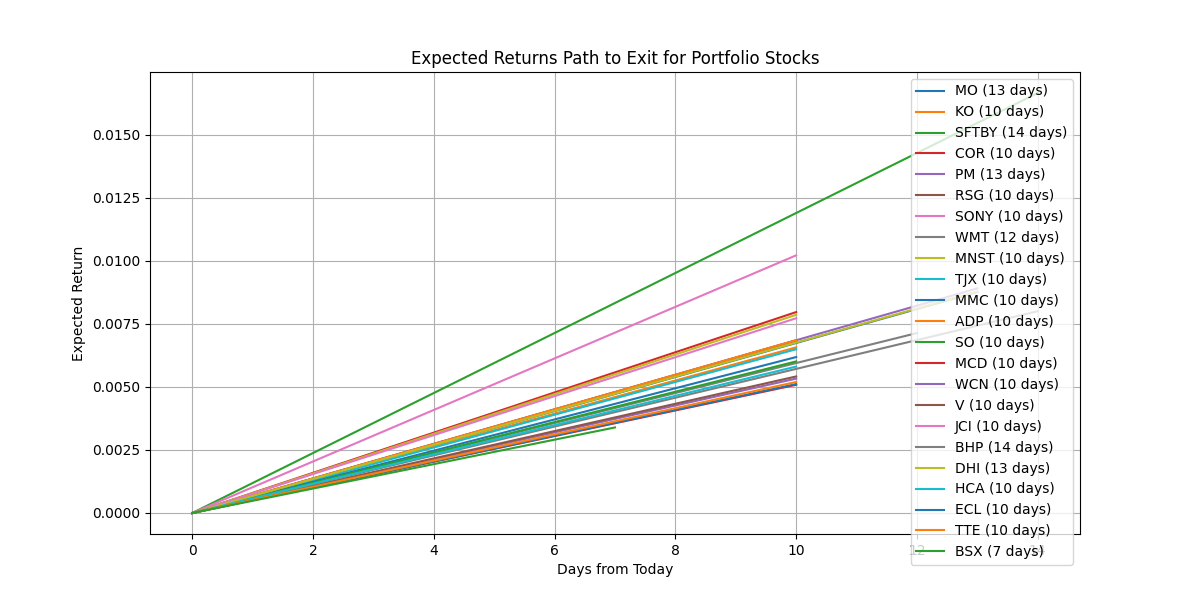 Expected Returns Path to Exit for Portfolio Stocks
Expected Return
0.0150
0.0125
0.0100
0.0075
0.0050
0.0025
0.0000
MO (13 days)
KO (10 days)
SFTBY (14 days)
COR (10 days)
PM (13 days)
RSG (10 days)
SONY (10 days)
WMT (12 days)
MNST (10 days)
TJX (10 days)
MMC (10 days)
ADP (10 days)
SO (10 days)
MCD (10 days)
WCN (10 days)
V (10 days)
JCI (10 days)
BHP (14 days)
DHI (13 days)
HCA (10 days)
ECL (10 days)
TTE (10 days)
BSX (7 days)
0 2 4 6 8 10 12 14
Days from Today